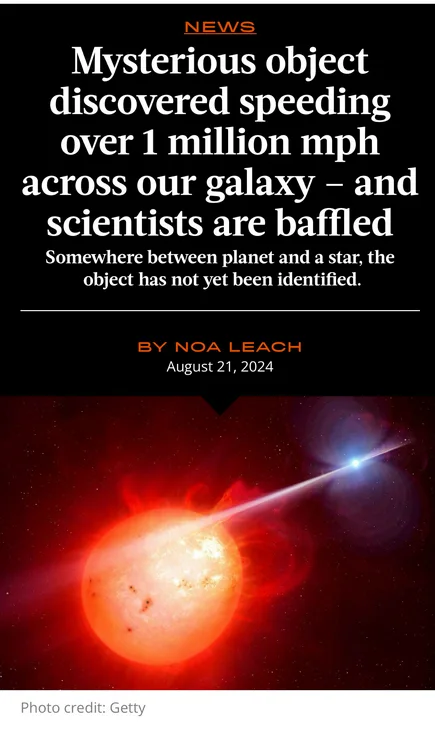 NEWS
Mysterious object
discovered speeding
over 1 million mph
across our galaxy – and
scientists are baffled
Somewhere between planet and a star, the
object has not yet been identified.
BY NOA LEACH
August 21, 2024
Photo credit: Getty